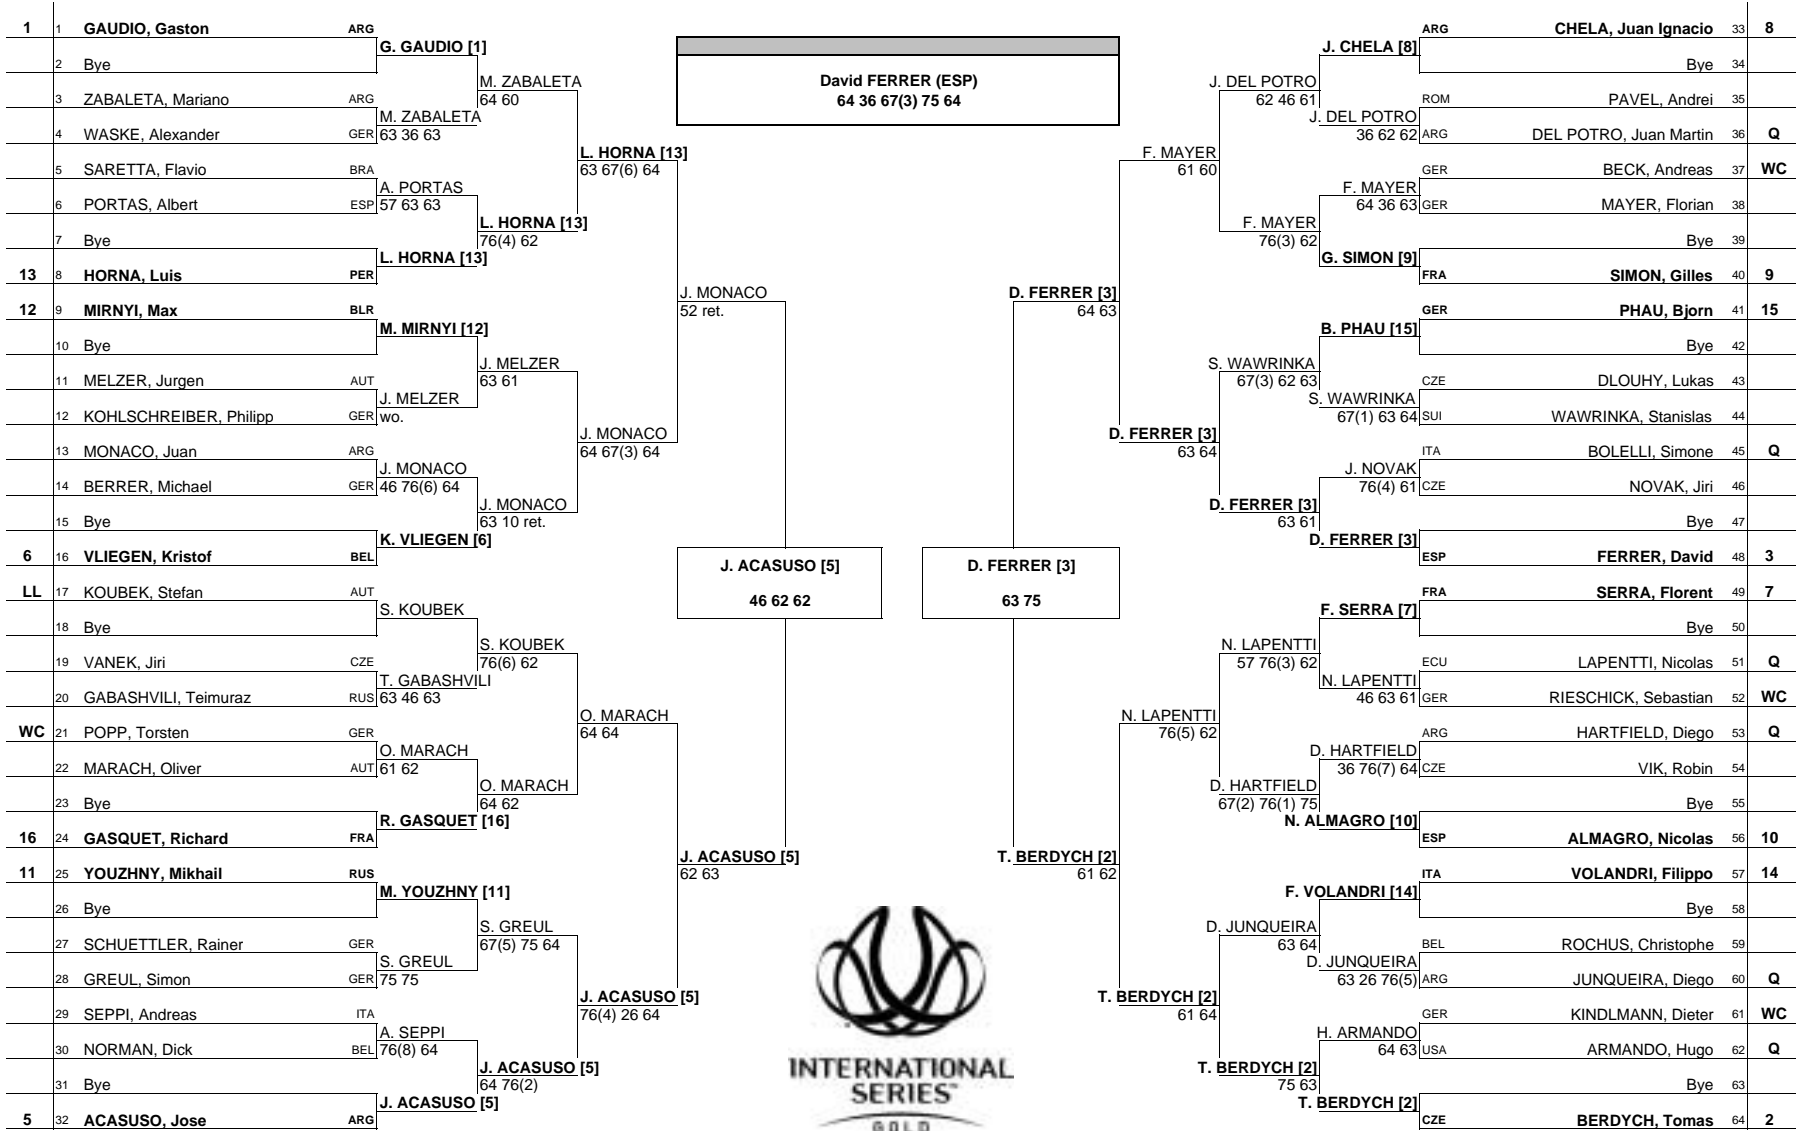 1 1 GAUDIO, Gaston ARG
G. GAUDIO [1]
2 Bye
M. ZABALETA
64 60
3 ZABALETA, Mariano ARG
M. ZABALETA
63 36 63
4 WASKE, Alexander GER
L. HORNA [13]
63 67(6) 64
5 SARETTA, Flavio BRA
A. PORTAS
57 63 63
6 PORTAS, Albert ESP
L. HORNA [13]
76(4) 62
7 Bye
L. HORNA [13]
13 8 HORNA, Luis PER
J. MONACO
52 ret.
12 9 MIRNYI, Max BLR
M. MIRNYI [12]
10 Bye
J. MELZER
63 61
11 MELZER, Jurgen AUT
J. MELZER
wo.
12 KOHLSCHREIBER, Philipp GER
J. MONACO
64 67(3) 64
13 MONACO, Juan ARG
J. MONACO
46 76(6) 64
14 BERRER, Michael GER
J. MONACO
63 10 ret.
15 Bye
K. VLIEGEN [6]
6 16 VLIEGEN, Kristof BEL
J. ACASUSO [5]
46 62 62
LL 17 KOUBEK, Stefan AUT
S. KOUBEK
18 Bye
S. KOUBEK
76(6) 62
19 VANEK, Jiri CZE
T. GABASHVILI
63 46 63
20 GABASHVILI, Teimuraz RUS
O. MARACH
64 64
WC 21 POPP, Torsten GER
O. MARACH
61 62
22 MARACH, Oliver AUT
O. MARACH
64 62
23 Bye
R. GASQUET [16]
16 24 GASQUET, Richard FRA
J. ACASUSO [5]
62 63
11 25 YOUZHNY, Mikhail RUS
M. YOUZHNY [11]
26 Bye
S. GREUL
67(5) 75 64
27 SCHUETTLER, Rainer GER
S. GREUL
75 75
28 GREUL, Simon GER
J. ACASUSO [5]
76(4) 26 64
29 SEPPI, Andreas ITA
A. SEPPI
76(8) 64
30 NORMAN, Dick BEL
J. ACASUSO [5]
64 76(2)
31 Bye
J. ACASUSO [5]
5 32 ACASUSO, Jose ARG
David FERRER (ESP)
64 36 67(3) 75 64
ARG CHELA, Juan Ignacio 33 8
J. CHELA [8]
Bye 34
J. DEL POTRO
62 46 61
ROM PAVEL, Andrei 35
J. DEL POTRO
36 62 62
ARG DEL POTRO, Juan Martin 36 Q
F. MAYER
61 60
GER BECK, Andreas 37 WC
F. MAYER
64 36 63
GER MAYER, Florian 38
F. MAYER
76(3) 62
Bye 39
G. SIMON [9]
FRA SIMON, Gilles 40 9
D. FERRER [3]
64 63
GER PHAU, Bjorn 41 15
B. PHAU [15]
Bye 42
S. WAWRINKA
67(3) 62 63
CZE DLOUHY, Lukas 43
S. WAWRINKA
67(1) 63 64
SUI WAWRINKA, Stanislas 44
D. FERRER [3]
63 64
ITA BOLELLI, Simone 45 Q
J. NOVAK
76(4) 61
CZE NOVAK, Jiri 46
D. FERRER [3]
63 61
Bye 47
D. FERRER [3]
ESP FERRER, David 48 3
D. FERRER [3]
63 75
FRA SERRA, Florent 49 7
F. SERRA [7]
Bye 50
N. LAPENTTI
57 76(3) 62
ECU LAPENTTI, Nicolas 51 Q
N. LAPENTTI
46 63 61
GER RIESCHICK, Sebastian 52 WC
N. LAPENTTI
76(5) 62
ARG HARTFIELD, Diego 53 Q
D. HARTFIELD
36 76(7) 64
CZE VIK, Robin 54
D. HARTFIELD
67(2) 76(1) 75
Bye 55
N. ALMAGRO [10]
ESP ALMAGRO, Nicolas 56 10
T. BERDYCH [2]
61 62
ITA VOLANDRI, Filippo 57 14
F. VOLANDRI [14]
Bye 58
D. JUNQUEIRA
63 64
BEL ROCHUS, Christophe 59
D. JUNQUEIRA
63 26 76(5)
ARG JUNQUEIRA, Diego 60 Q
T. BERDYCH [2]
61 64
GER KINDLMANN, Dieter 61 WC
H. ARMANDO
64 63
USA ARMANDO, Hugo 62 Q
T. BERDYCH [2]
75 63
Bye 63
T. BERDYCH [2]
CZE BERDYCH, Tomas 64 2
INTERNATIONAL
SERIES™
GOLD